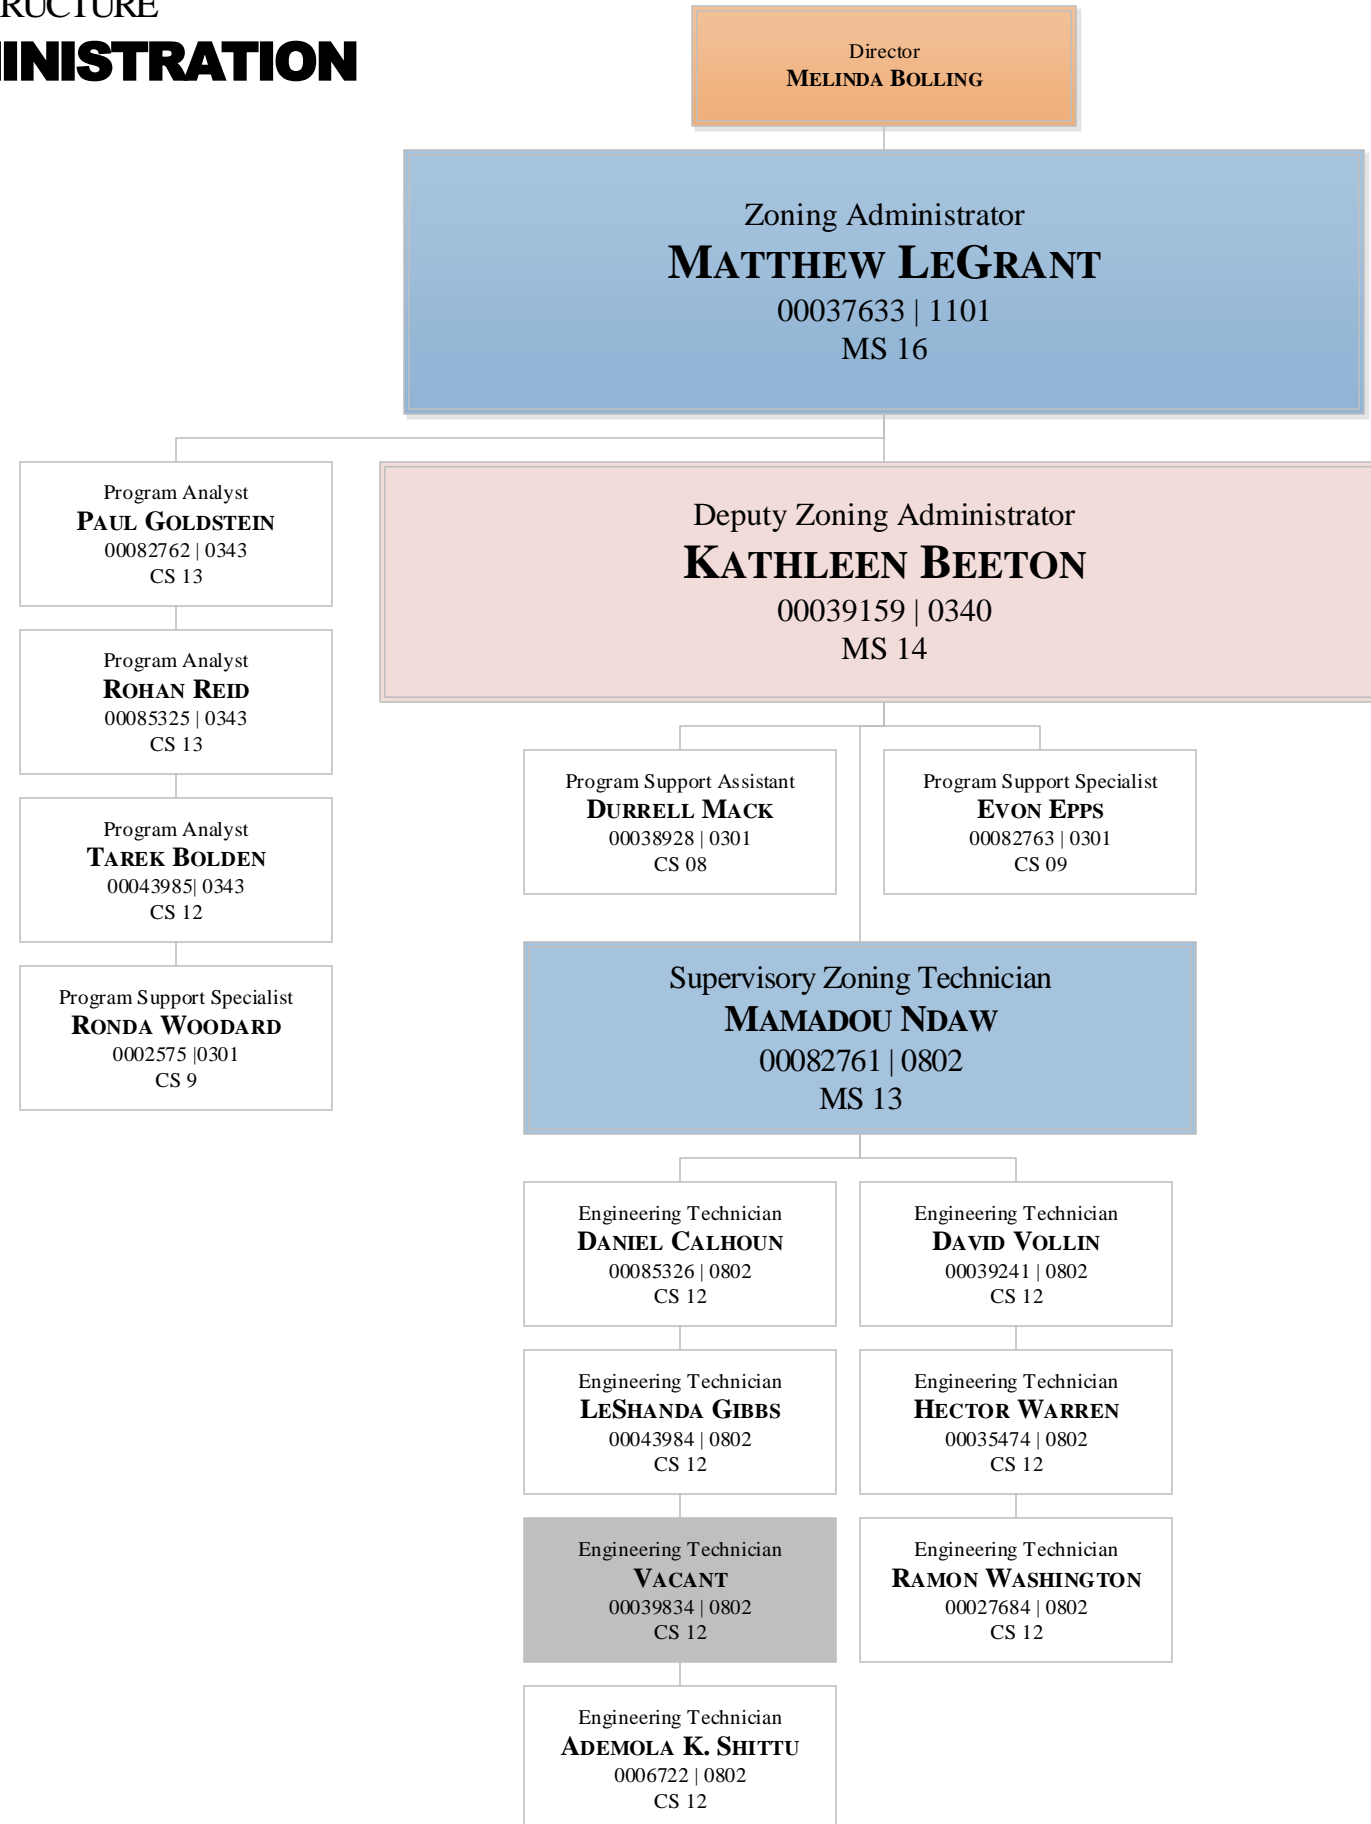 RUCTURE
INISTRATION
Director
MELINDA BOLLING
Zoning Administrator
MATTHEW LEGRANT
00037633 | 1101
MS 16
Program Analyst
PAUL GOLDSTEIN
00082762 | 0343
CS 13
Program Analyst
ROHAN REID
00085325 | 0343
CS 13
Program Analyst
TAREK BOLDEN
00043985| 0343
CS 12
Program Support Specialist
RONDA WOODARD
0002575 |0301
CS 9
Deputy Zoning Administrator
KATHLEEN BEETON
00039159 | 0340
MS 14
Program Support Assistant
DURRELL MACK
00038928 | 0301
CS 08
Program Support Specialist
EVON EPPS
00082763 | 0301
CS 09
Supervisory Zoning Technician
MAMADOU NDAW
00082761 | 0802
MS 13
Engineering Technician
DANIEL CALHOUN
00085326 | 0802
CS 12
Engineering Technician
LESHANDA GIBBS
00043984 | 0802
CS 12
Engineering Technician
VACANT
00039834 | 0802
CS 12
Engineering Technician
ADEMOLA K. SHITTU
0006722 | 0802
CS 12
Engineering Technician
DAVID VOLLIN
00039241 | 0802
CS 12
Engineering Technician
HECTOR WARREN
00035474 | 0802
CS 12
Engineering Technician
RAMON WASHINGTON
00027684 | 0802
CS 12